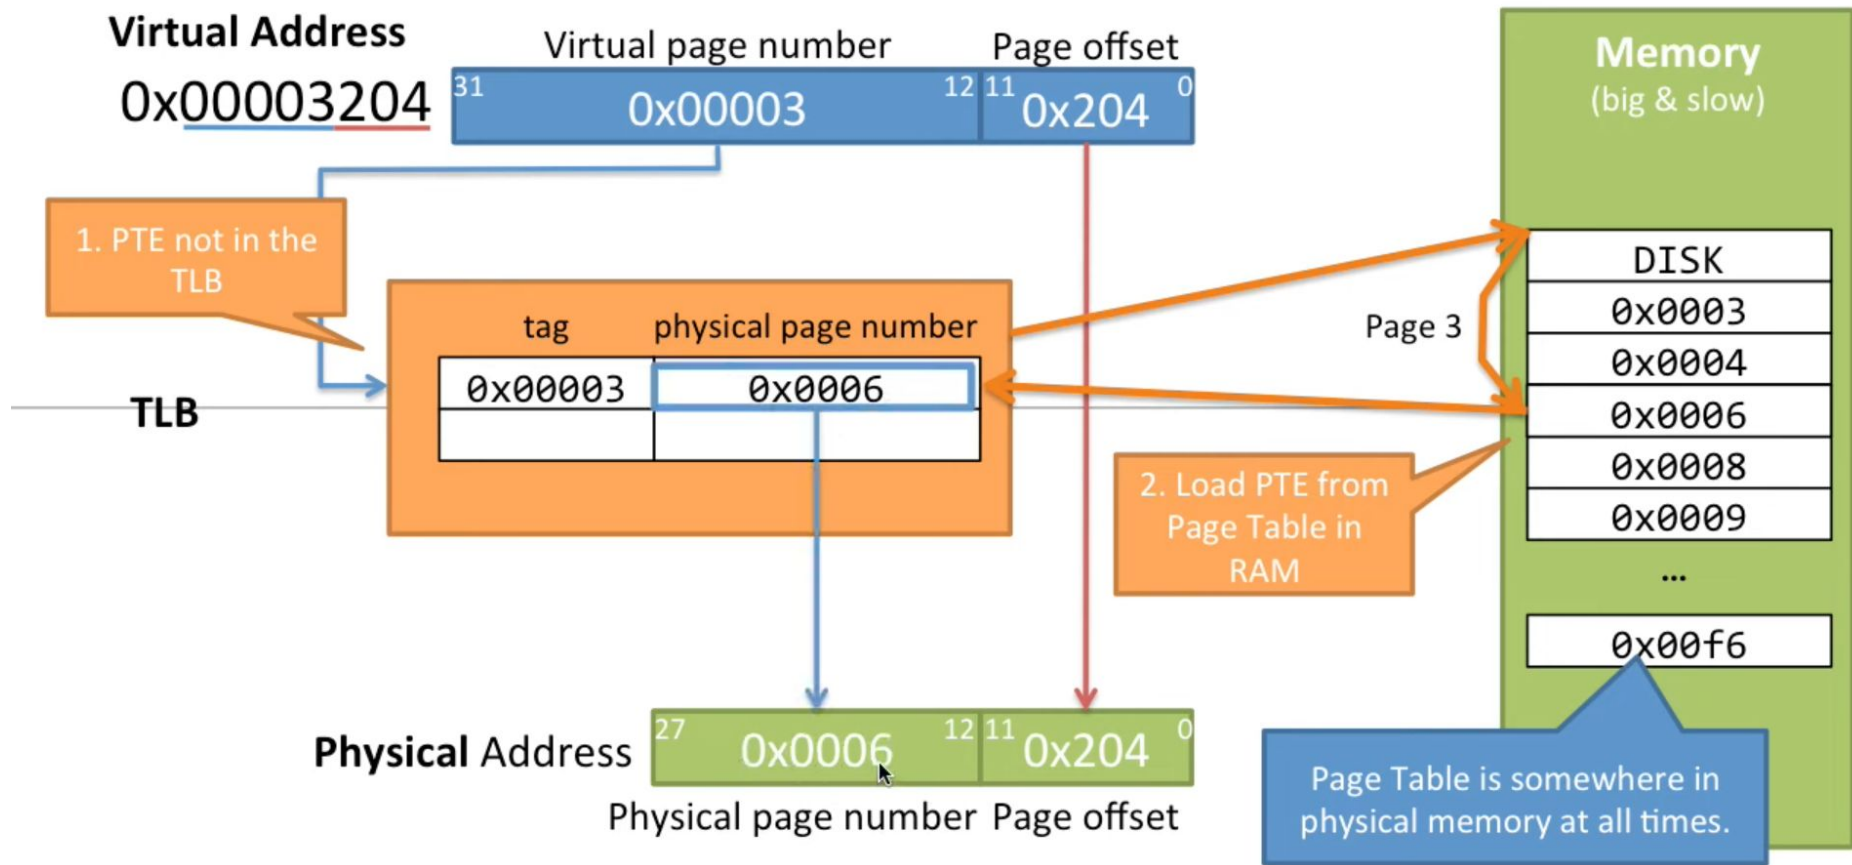 Virtual Address
0x00003204
Virtual page number
Page offset
31
0x00003
12
11
0x204
0
Memory
(big & slow)
1. PTE not in the
TLB
TLB
tag
physical page number
0x00003
0x0006
Page 3
DISK
0x0003
0x0004
0x0006
0x0008
0x0009
...
0x00f6
2. Load PTE from
Page Table in
RAM
Physical Address
27
0x0006
12
11
0x204
0
Physical page number
Page offset
Page Table is somewhere in
physical memory at all times.